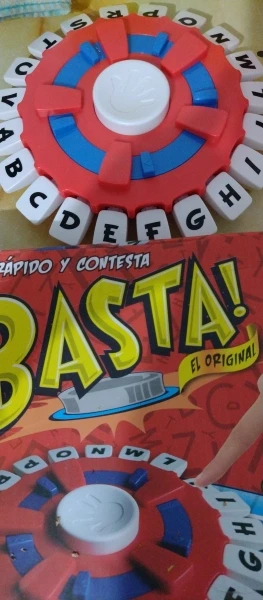 A B C D E F G H I
M N O P R S T V
RÁPIDO Y CONTESTA
BASTA!
EL ORIGINAL
P O N M L
I H G